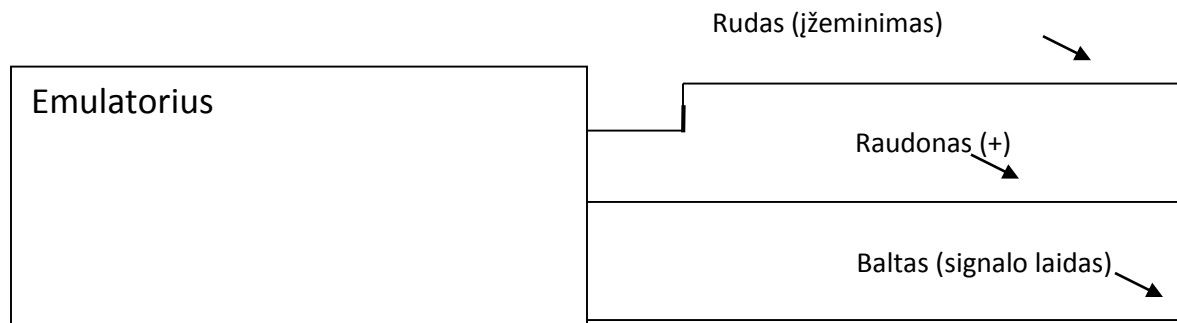 Rudas (įžeminimas)
Emulatorius
Raudonas (+)
Baltas (signalo laidas)